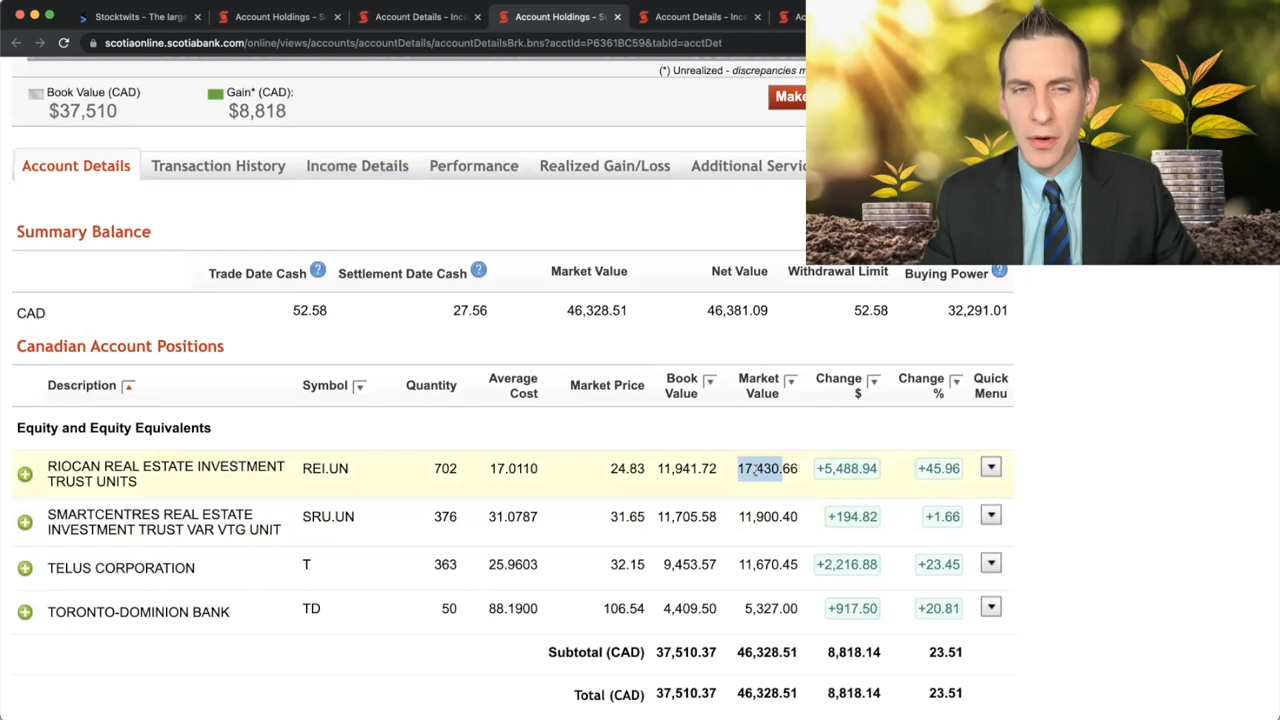 Stocktwits - The large
Account Holdings - S
Account Details - Inc
Account Holdings - S
Account Details - Inc
scotiaonline.scotiabank.com/online/views/accounts/accountDetails/accountDetailsBrk.bns?acctId=P6361BC59&tabId=acctDet
(*) Unrealized - discrepancies m
Book Value (CAD) Gain* (CAD):
$37,510 $8,818
Make
Account Details Transaction History Income Details Performance Realized Gain/Loss Additional Servic
Summary Balance
Trade Date Cash ? Settlement Date Cash ? Market Value Net Value Withdrawal Limit Buying Power ?
CAD 52.58 27.56 46,328.51 46,381.09 52.58 32,291.01
Canadian Account Positions
Description Symbol Quantity Average Cost Market Price Book Value Market Value Change $ Change % Quick Menu
Equity and Equity Equivalents
RIOCAN REAL ESTATE INVESTMENT REI.UN 702 17.0110 24.83 11,941.72 17,430.66 +5,488.94 +45.96
TRUST UNITS
SMARTCENTRES REAL ESTATE SRU.UN 376 31.0787 31.65 11,705.58 11,900.40 +194.82 +1.66
INVESTMENT TRUST VAR VTG UNIT
TELUS CORPORATION T 363 25.9603 32.15 9,453.57 11,670.45 +2,216.88 +23.45
TORONTO-DOMINION BANK TD 50 88.1900 106.54 4,409.50 5,327.00 +917.50 +20.81
Subtotal (CAD) 37,510.37 46,328.51 8,818.14 23.51
Total (CAD) 37,510.37 46,328.51 8,818.14 23.51